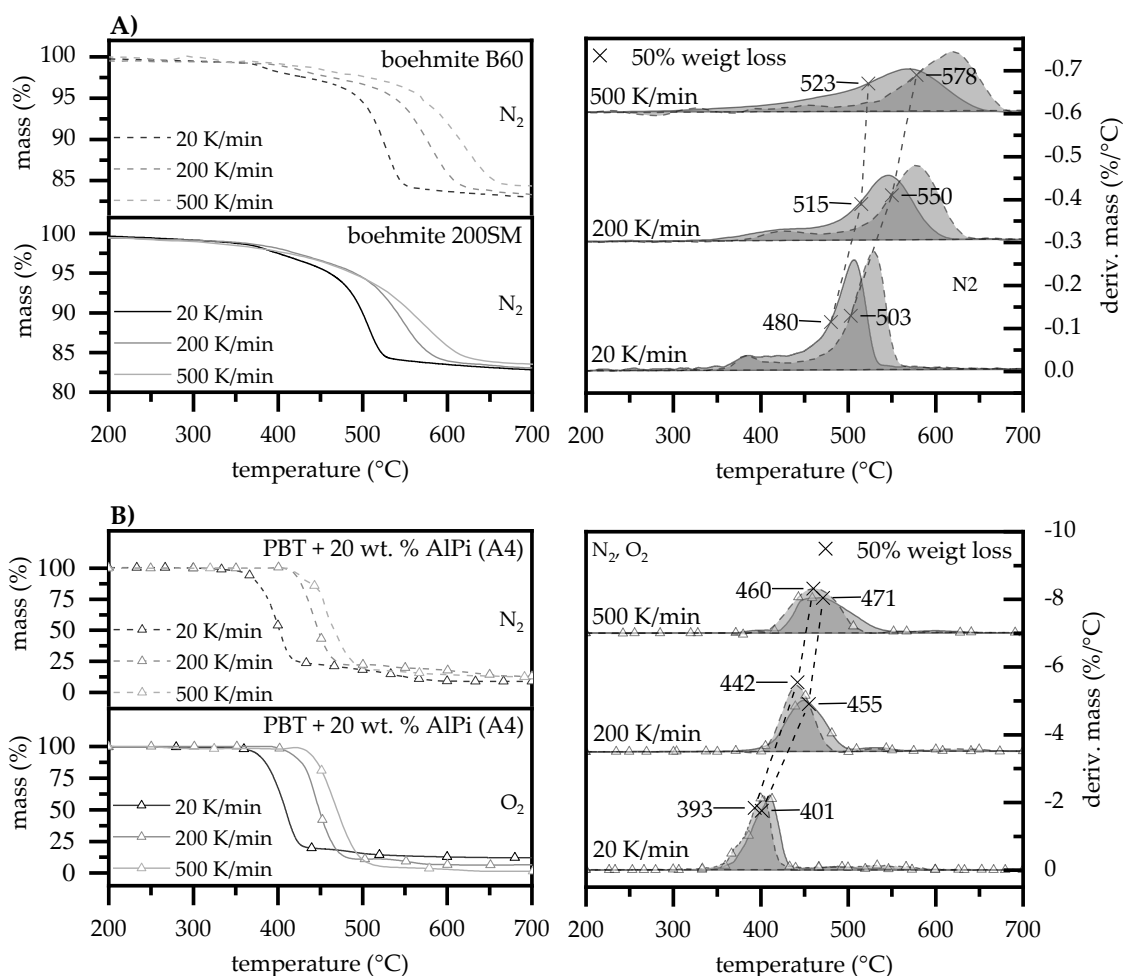 A)
100
95
90
85
mass (%)
boehmite B60
N2
20 K/min
200 K/min
500 K/min
100
95
90
85
80
mass (%)
boehmite 200SM
N2
20 K/min
200 K/min
500 K/min
200 300 400 500 600 700
temperature (°C)
50% weigt loss
523
578
500 K/min
515
550
200 K/min
N2
480
503
20 K/min
-0.7
-0.6
-0.4
-0.3
-0.2
-0.1
0.0
deriv. mass (%/°C)
200 300 400 500 600 700
temperature (°C)
B)
100
75
50
25
0
mass (%)
PBT + 20 wt. % AlPi (A4)
N2
20 K/min
200 K/min
500 K/min
100
75
50
25
0
mass (%)
PBT + 20 wt. % AlPi (A4)
O2
20 K/min
200 K/min
500 K/min
200 300 400 500 600 700
temperature (°C)
N2, O2
50% weigt loss
460
471
500 K/min
442
455
200 K/min
393
401
20 K/min
-10
-8
-6
-4
-2
0
deriv. mass (%/°C)
200 300 400 500 600 700
temperature (°C)